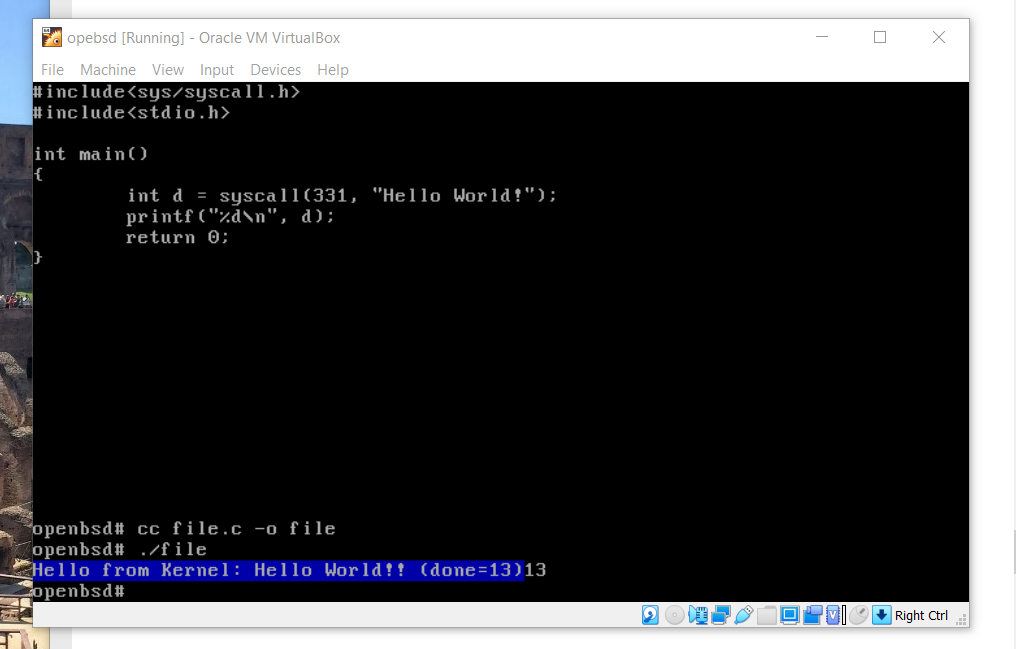 opebsd [Running] - Oracle VM VirtualBox
File Machine View Input Devices Help
#include<sys/syscall.h>
#include<stdio.h>
int main()
{
int d = syscall(331, "Hello World!");
printf("%d\n", d);
return 0;
}
openbsd# cc file.c -o file
openbsd# ./file
Hello from Kernel: Hello World!! (done=13)13
openbsd#
Right Ctrl